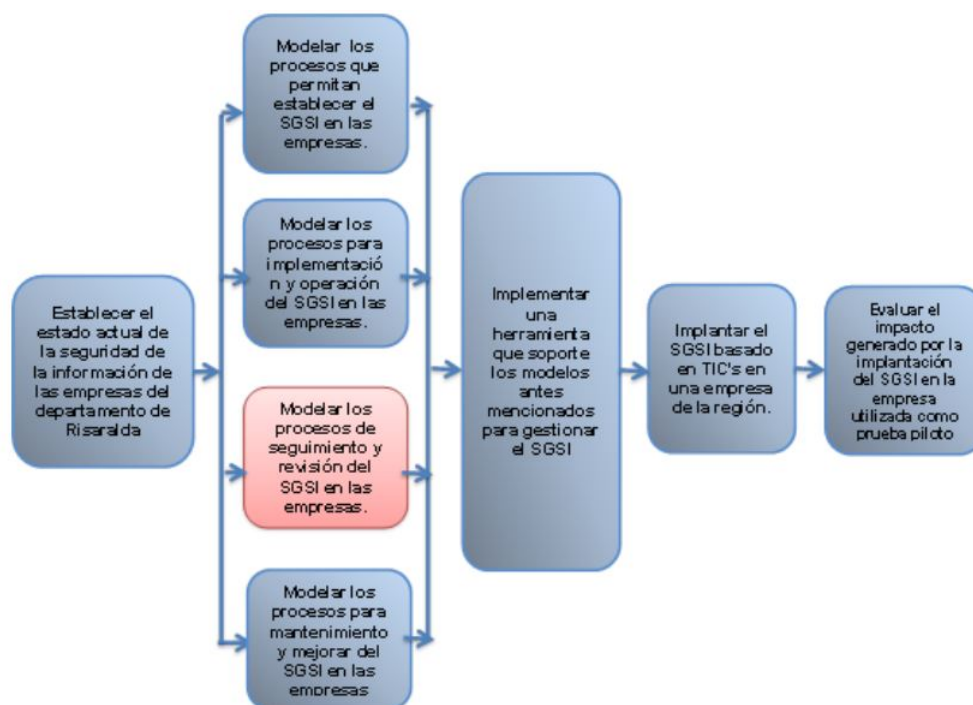 Establecer el
estado actual de
la seguridad de
la información de
las empresas del
departamento de
Risaralda
Modelar los
procesos que
permitan
establecer el
SGSI en las
empresas.
Modelar los
procesos para
implementació
n y operación
del SGSI en las
empresas.
Modelar los
procesos de
seguimiento y
revisión del
SGSI en las
empresas.
Modelar los
procesos para
mantenimiento
y mejorar del
SGSI en las
empresas
Implementar
una
herramienta
que soporte
los modelos
antes
mencionados
para gestionar
el SGSI
Implantar el
SGSI basado
en TIC's en
una empresa
de la región.
Evaluar el
impacto
generado por la
implantación
del SGSI en la
empresa
utilizada como
prueba piloto